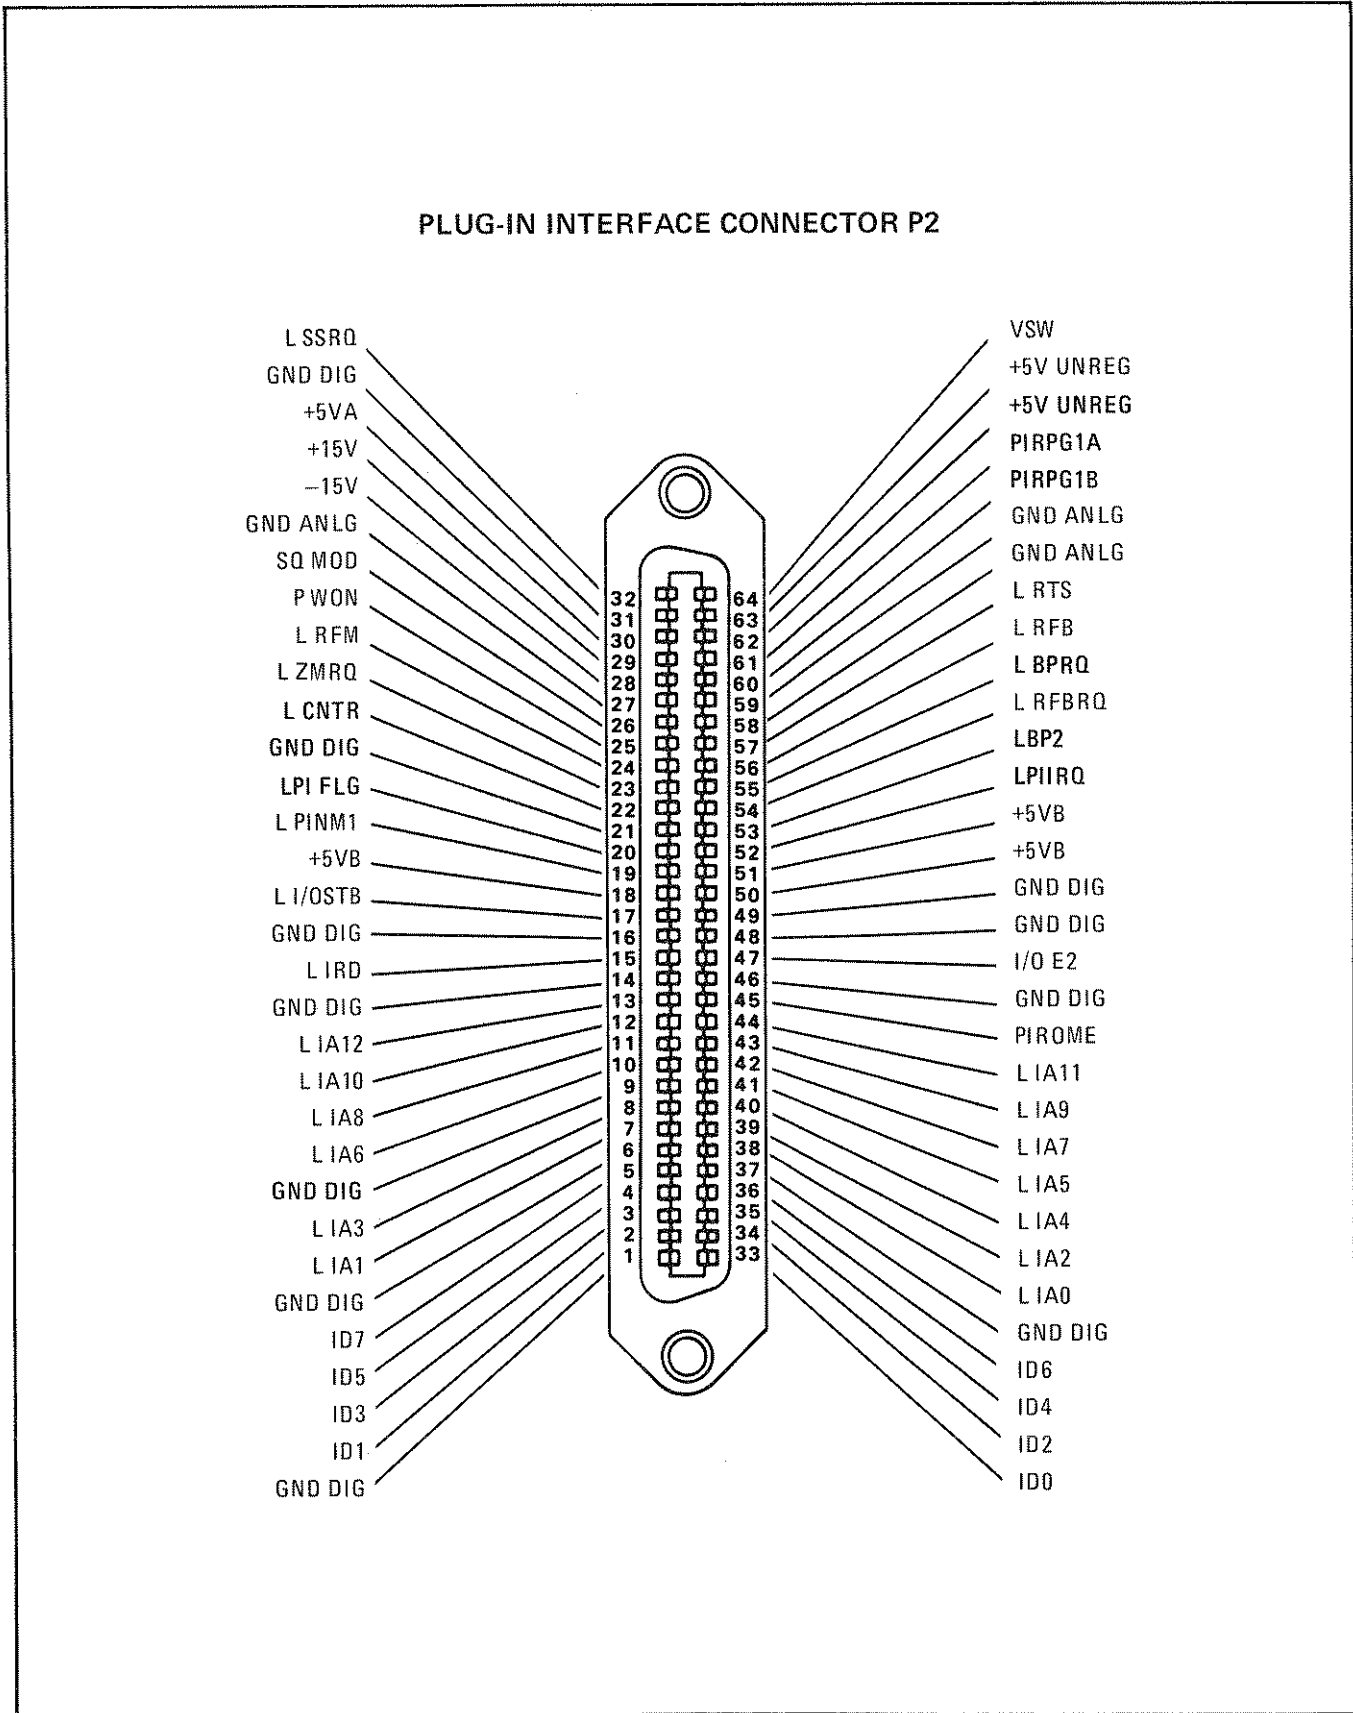 PLUG-IN INTERFACE CONNECTOR P2
L SSRQ
GND DIG
+5VA
+15V
−15V
GND ANLG
SQ MOD
PWON
L RFM
L ZMRQ
L CNTR
GND DIG
LPI FLG
L PINM1
+5VB
L I/OSTB
GND DIG
L IRD
GND DIG
L IA12
L IA10
L IA8
L IA6
GND DIG
L IA3
L IA1
GND DIG
ID7
ID5
ID3
ID1
GND DIG
32
31
30
29
28
27
26
25
24
23
22
21
20
19
18
17
16
15
14
13
12
11
10
9
8
7
6
5
4
3
2
1
64
63
62
61
60
59
58
57
56
55
54
53
52
51
50
49
48
47
46
45
44
43
42
41
40
39
38
37
36
35
34
33
VSW
+5V UNREG
+5V UNREG
PIRPG1A
PIRPG1B
GND ANLG
GND ANLG
L RTS
L RFB
L BPRQ
L RFBRQ
LBP2
LPIIRQ
+5VB
+5VB
GND DIG
GND DIG
I/O E2
GND DIG
PIROME
L IA11
L IA9
L IA7
L IA5
L IA4
L IA2
L IA0
GND DIG
ID6
ID4
ID2
ID0